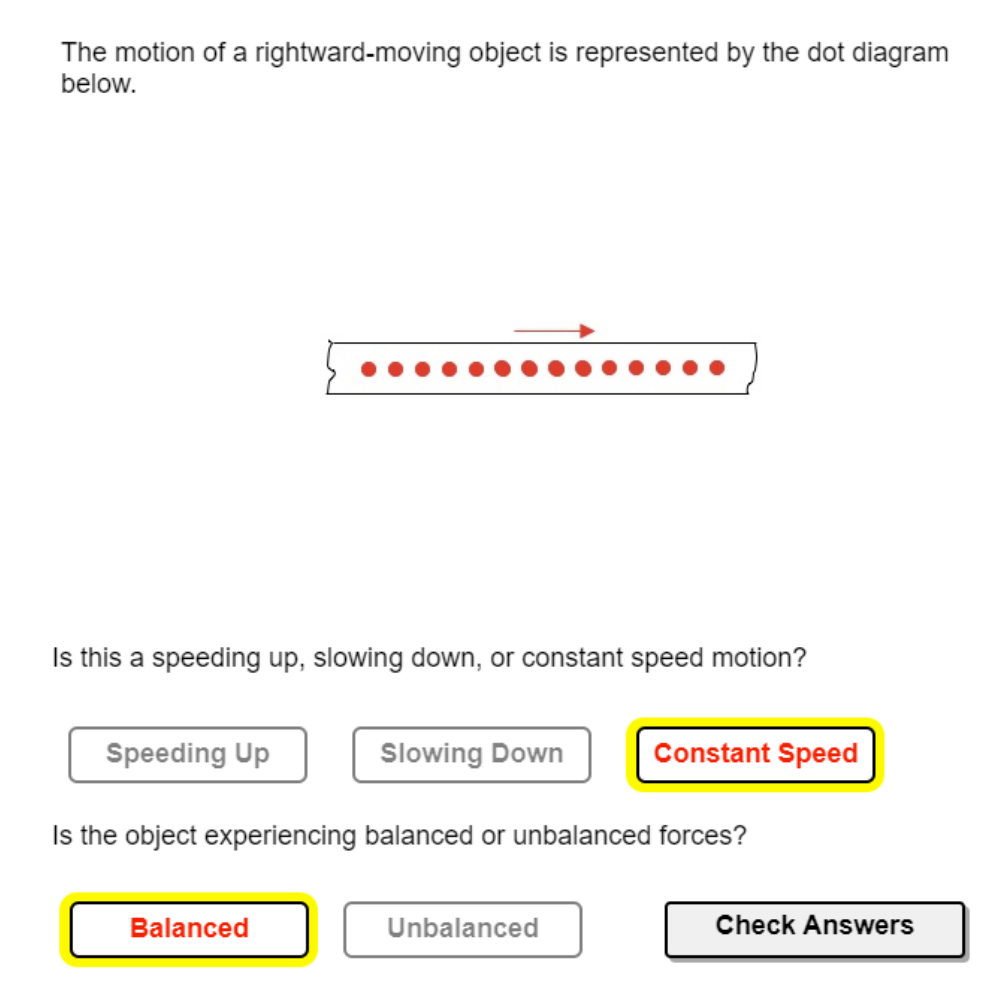 The motion of a rightward-moving object is represented by the dot diagram
below.
Is this a speeding up, slowing down, or constant speed motion?
Speeding Up Slowing Down Constant Speed
Is the object experiencing balanced or unbalanced forces?
Balanced Unbalanced Check Answers